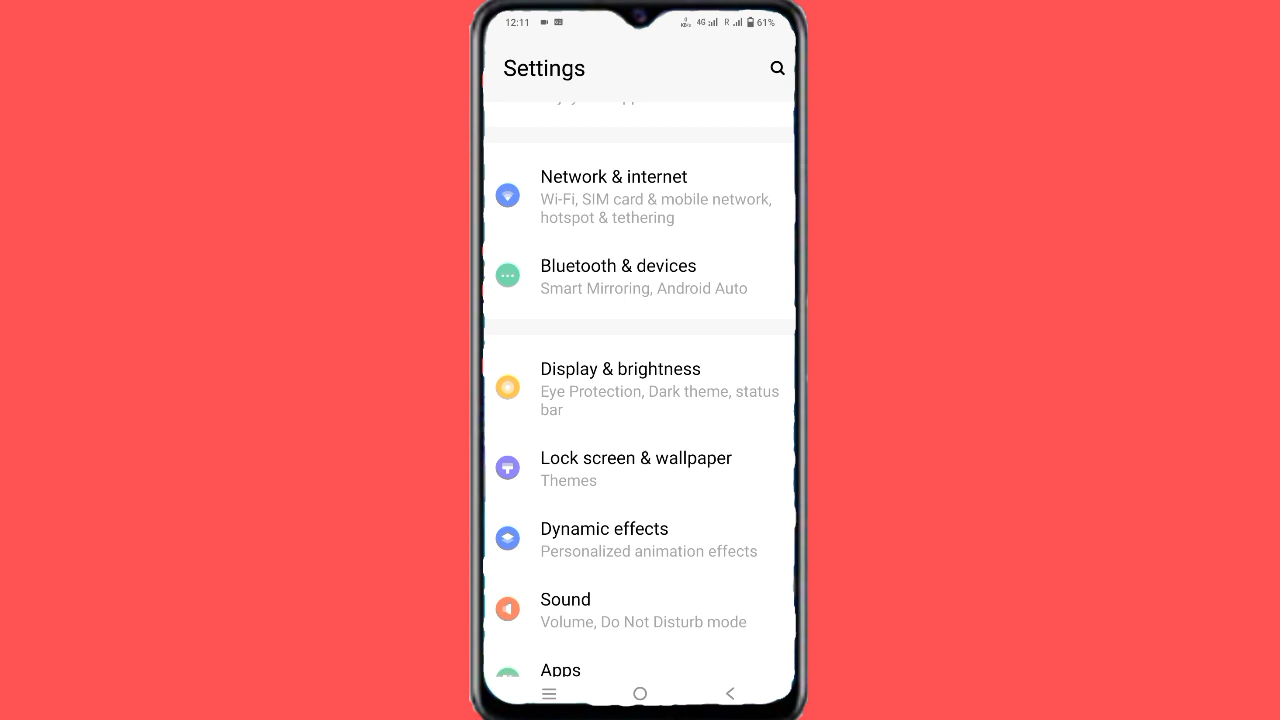 12:11 4G R 61%
Settings
Network & internet
Wi-Fi, SIM card & mobile network,
hotspot & tethering
Bluetooth & devices
Smart Mirroring, Android Auto
Display & brightness
Eye Protection, Dark theme, status
bar
Lock screen & wallpaper
Themes
Dynamic effects
Personalized animation effects
Sound
Volume, Do Not Disturb mode
Apps